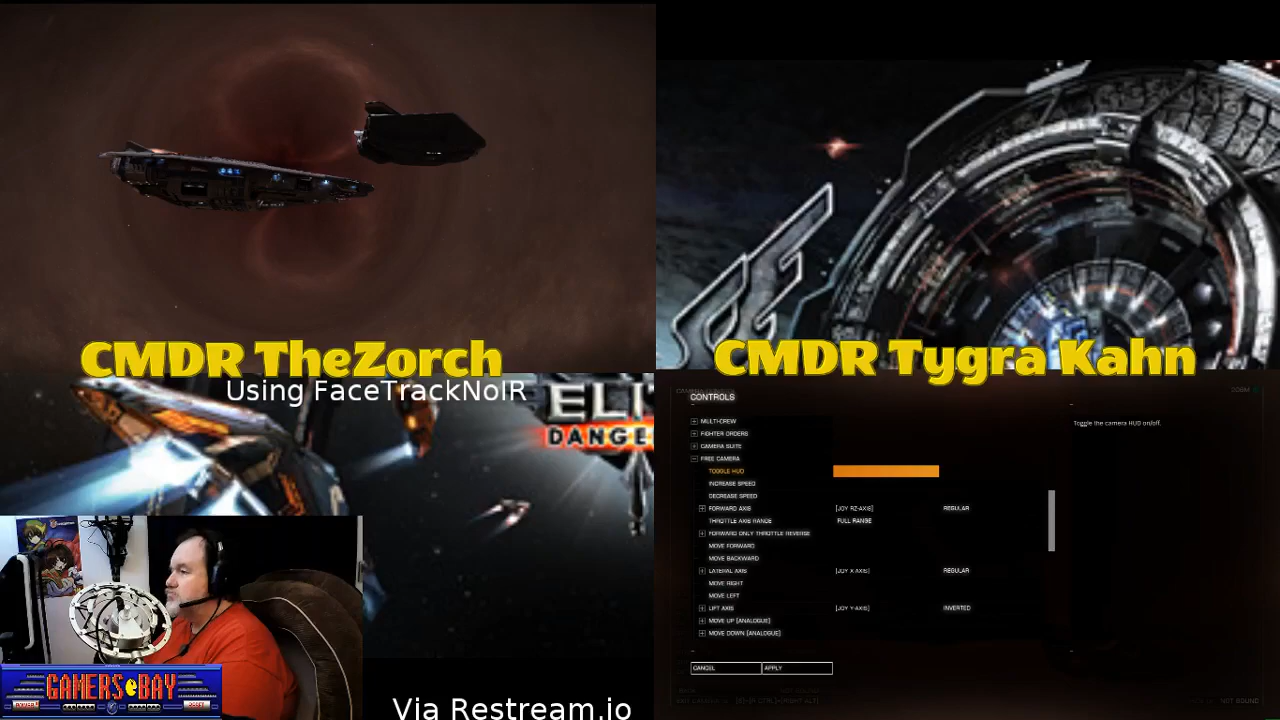 CMDR TheZorch
Using FaceTrackNoIR
CMDR Tygra Kahn
ELI
DANGE
CONTROLS
MULTI-CREW
FIGHTER ORDERS
CAMERA SUITE
FREE CAMERA
TOGGLE HUD
INCREASE SPEED
DECREASE SPEED
FORWARD AXIS [JOY RZ-AXIS] REGULAR
THROTTLE AXIS RANGE FULL RANGE
FORWARD ONLY THROTTLE REVERSE
MOVE FORWARD
MOVE BACKWARD
LATERAL AXIS [JOY X-AXIS] REGULAR
MOVE RIGHT
MOVE LEFT
LIFT AXIS [JOY Y-AXIS] INVERTED
MOVE UP [ANALOGUE]
MOVE DOWN [ANALOGUE]
Toggle the camera HUD on/off.
CANCEL APPLY
GAMERS BAY
Via Restream.io